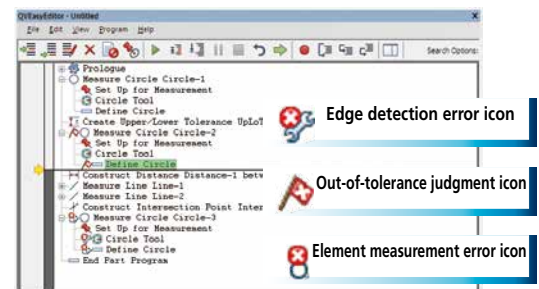 QVEasyEditor - Untitled
File Edit View Program Help
Search Options:
Prologue
Measure Circle Circle-1
Set Up for Measurement
Circle Tool
Define Circle
Create Upper/Lower Tolerance UpLoT
Measure Circle Circle-2
Set Up for Measurement
Circle Tool
Define Circle
Construct Distance Distance-1 betw
Measure Line Line-1
Measure Line Line-2
Construct Intersection Point Inter
Measure Circle Circle-3
Set Up for Measurement
Circle Tool
Define Circle
End Part Program
Edge detection error icon
Out-of-tolerance judgment icon
Element measurement error icon